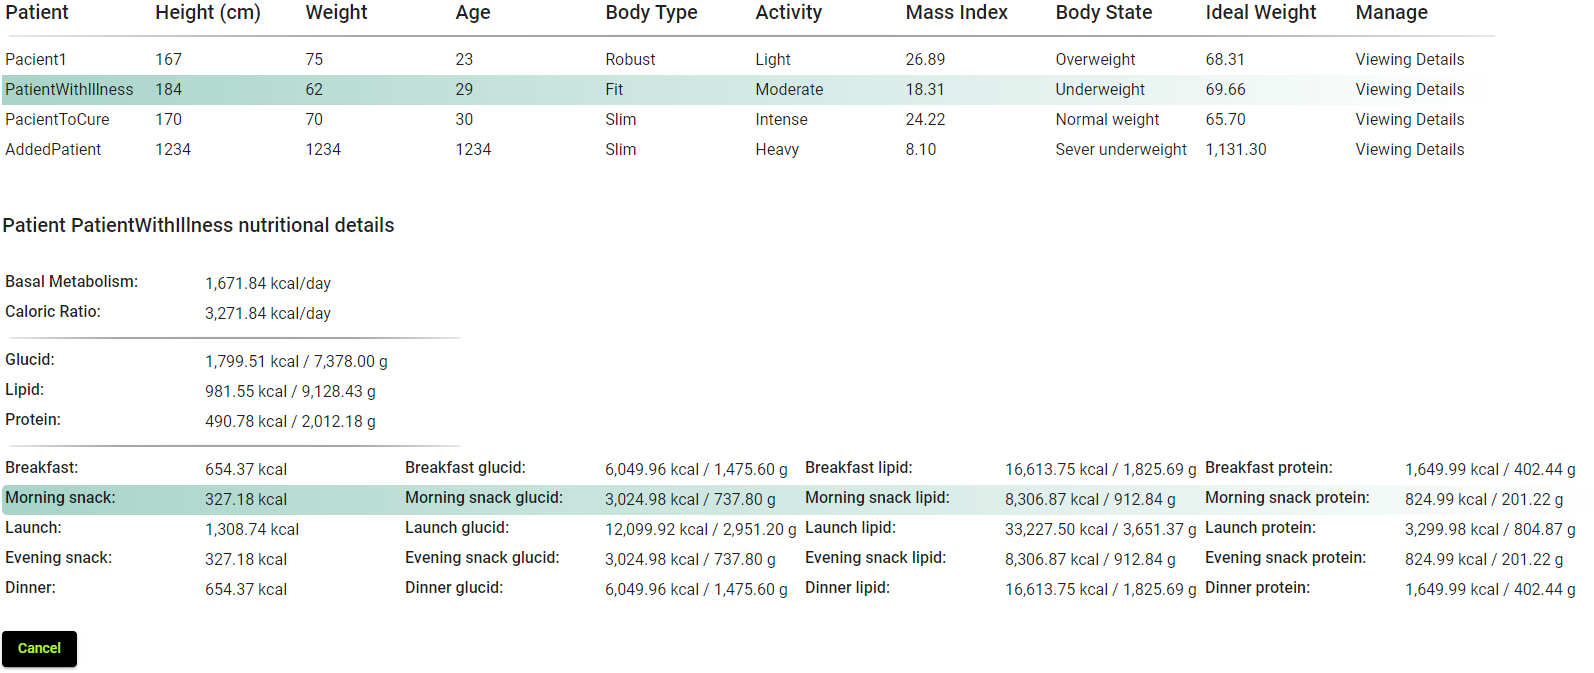 Patient Height (cm) Weight Age Body Type Activity Mass Index Body State Ideal Weight Manage
Pacient1 167 75 23 Robust Light 26.89 Overweight 68.31 Viewing Details
PatientWithIllness 184 62 29 Fit Moderate 18.31 Underweight 69.66 Viewing Details
PacientToCure 170 70 30 Slim Intense 24.22 Normal weight 65.70 Viewing Details
AddedPatient 1234 1234 1234 Slim Heavy 8.10 Sever underweight 1,131.30 Viewing Details
Patient PatientWithIllness nutritional details
Basal Metabolism: 1,671.84 kcal/day
Caloric Ratio: 3,271.84 kcal/day
Glucid: 1,799.51 kcal / 7,378.00 g
Lipid: 981.55 kcal / 9,128.43 g
Protein: 490.78 kcal / 2,012.18 g
Breakfast: 654.37 kcal Breakfast glucid: 6,049.96 kcal / 1,475.60 g Breakfast lipid: 16,613.75 kcal / 1,825.69 g Breakfast protein: 1,649.99 kcal / 402.44 g
Morning snack: 327.18 kcal Morning snack glucid: 3,024.98 kcal / 737.80 g Morning snack lipid: 8,306.87 kcal / 912.84 g Morning snack protein: 824.99 kcal / 201.22 g
Launch: 1,308.74 kcal Launch glucid: 12,099.92 kcal / 2,951.20 g Launch lipid: 33,227.50 kcal / 3,651.37 g Launch protein: 3,299.98 kcal / 804.87 g
Evening snack: 327.18 kcal Evening snack glucid: 3,024.98 kcal / 737.80 g Evening snack lipid: 8,306.87 kcal / 912.84 g Evening snack protein: 824.99 kcal / 201.22 g
Dinner: 654.37 kcal Dinner glucid: 6,049.96 kcal / 1,475.60 g Dinner lipid: 16,613.75 kcal / 1,825.69 g Dinner protein: 1,649.99 kcal / 402.44 g
Cancel